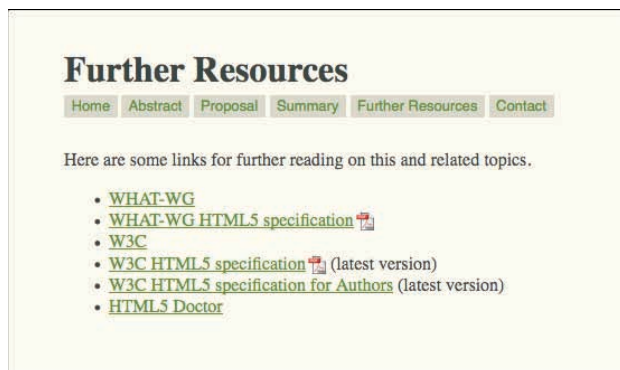 Further Resources
Home Abstract Proposal Summary Further Resources Contact
Here are some links for further reading on this and related topics.
• WHAT-WG
• WHAT-WG HTML5 specification
• W3C
• W3C HTML5 specification (latest version)
• W3C HTML5 specification for Authors (latest version)
• HTML5 Doctor